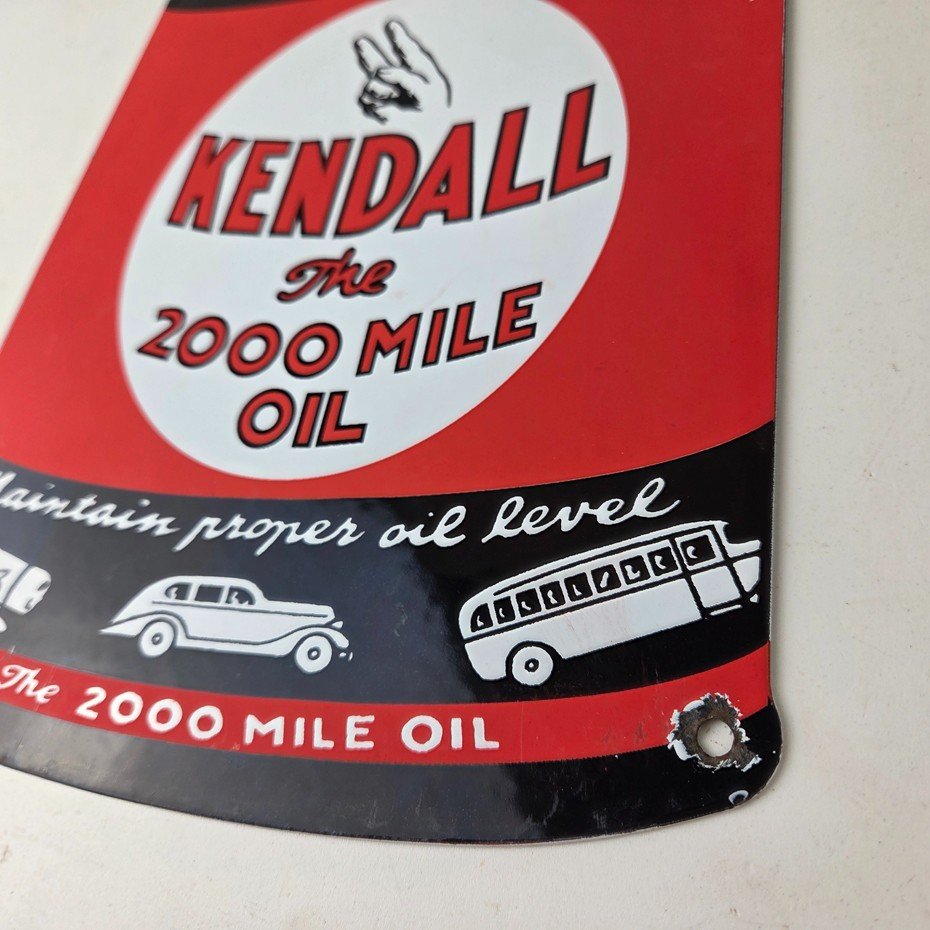 KENDALL
The
2000 MILE
OIL
Maintain proper oil level
The 2000 MILE OIL